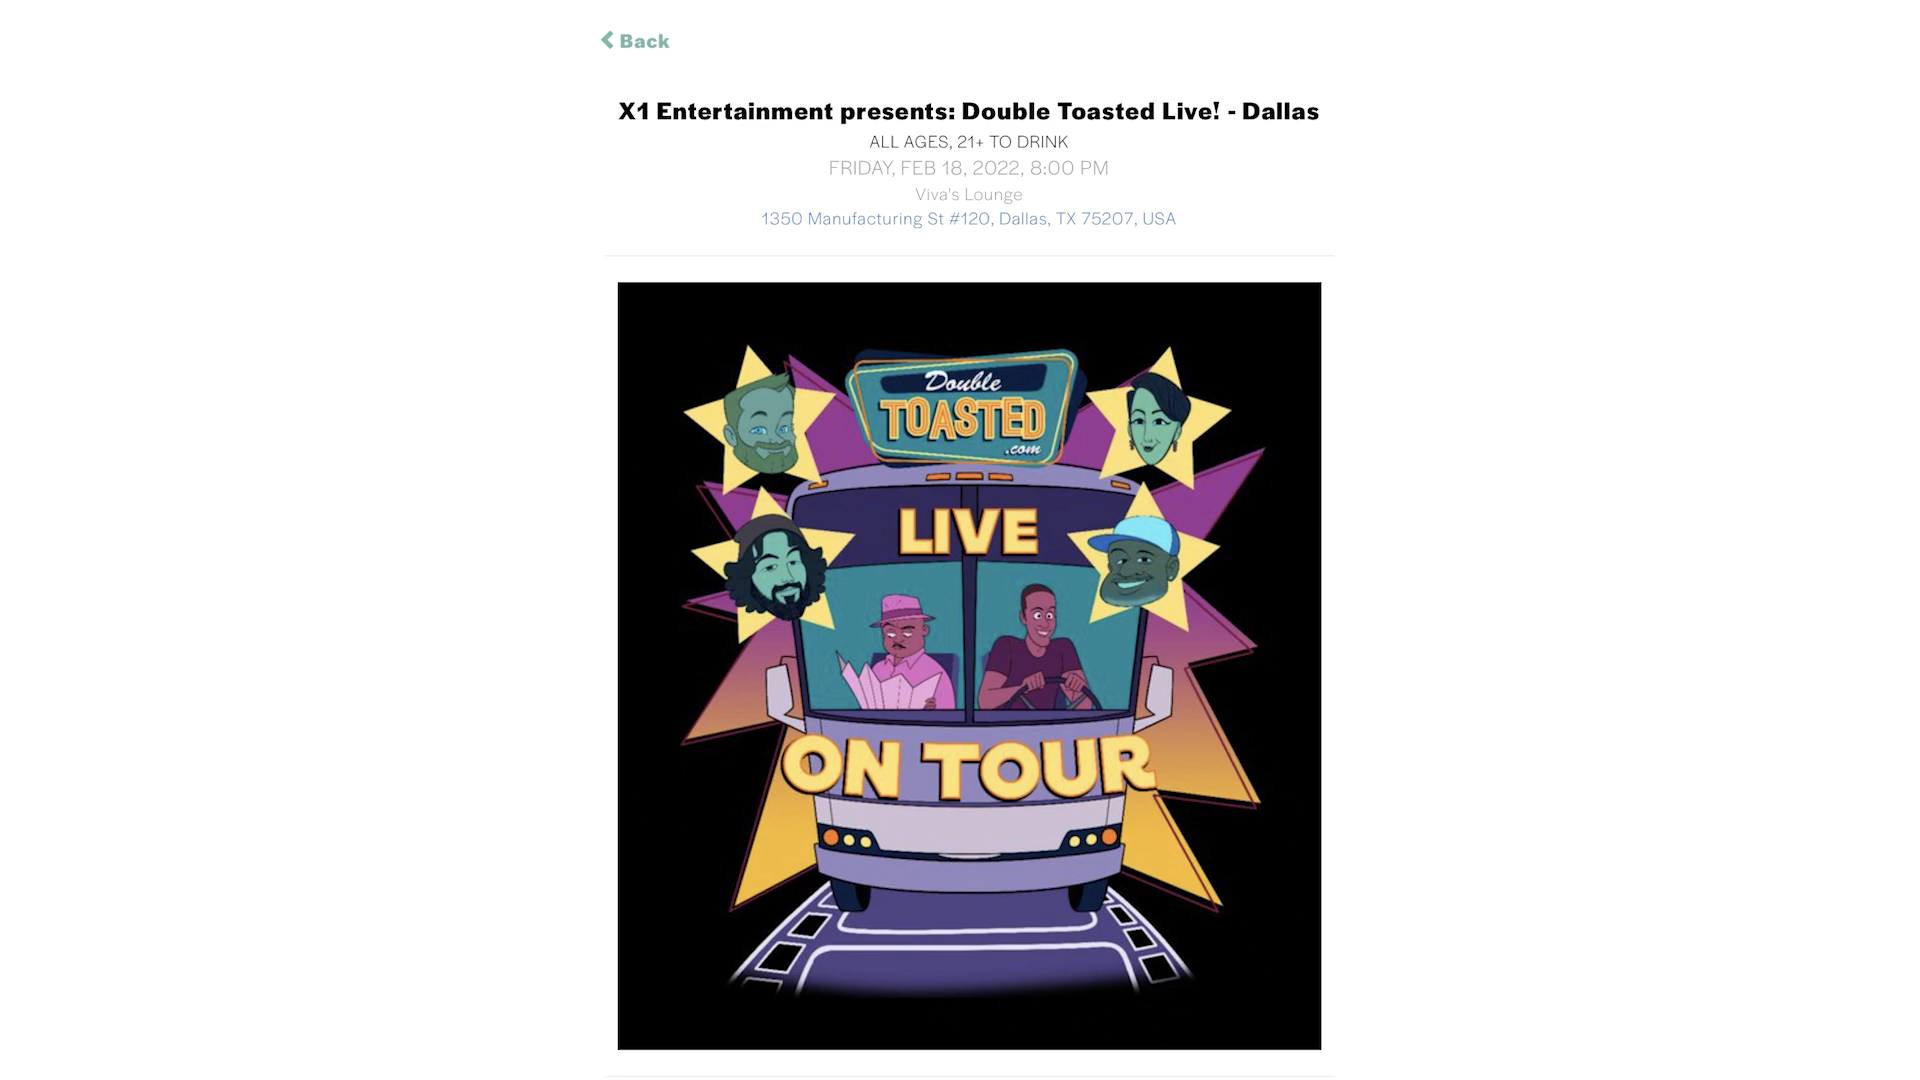 Back
X1 Entertainment presents: Double Toasted Live! - Dallas
ALL AGES, 21+ TO DRINK
FRIDAY, FEB 18, 2022, 8:00 PM
Viva's Lounge
1350 Manufacturing St #120, Dallas, TX 75207, USA
Double
TOASTED
.com
LIVE
ON TOUR